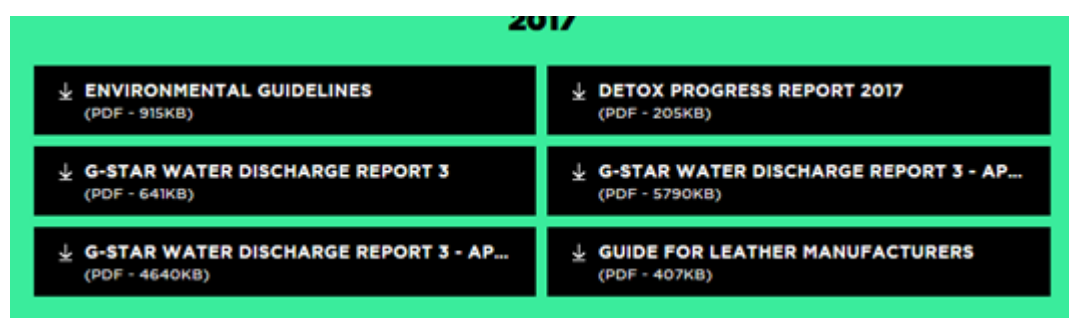 2017
ENVIRONMENTAL GUIDELINES
(PDF - 915KB)
DETOX PROGRESS REPORT 2017
(PDF - 205KB)
G-STAR WATER DISCHARGE REPORT 3
(PDF - 641KB)
G-STAR WATER DISCHARGE REPORT 3 - AP...
(PDF - 5790KB)
G-STAR WATER DISCHARGE REPORT 3 - AP...
(PDF - 4640KB)
GUIDE FOR LEATHER MANUFACTURERS
(PDF - 407KB)